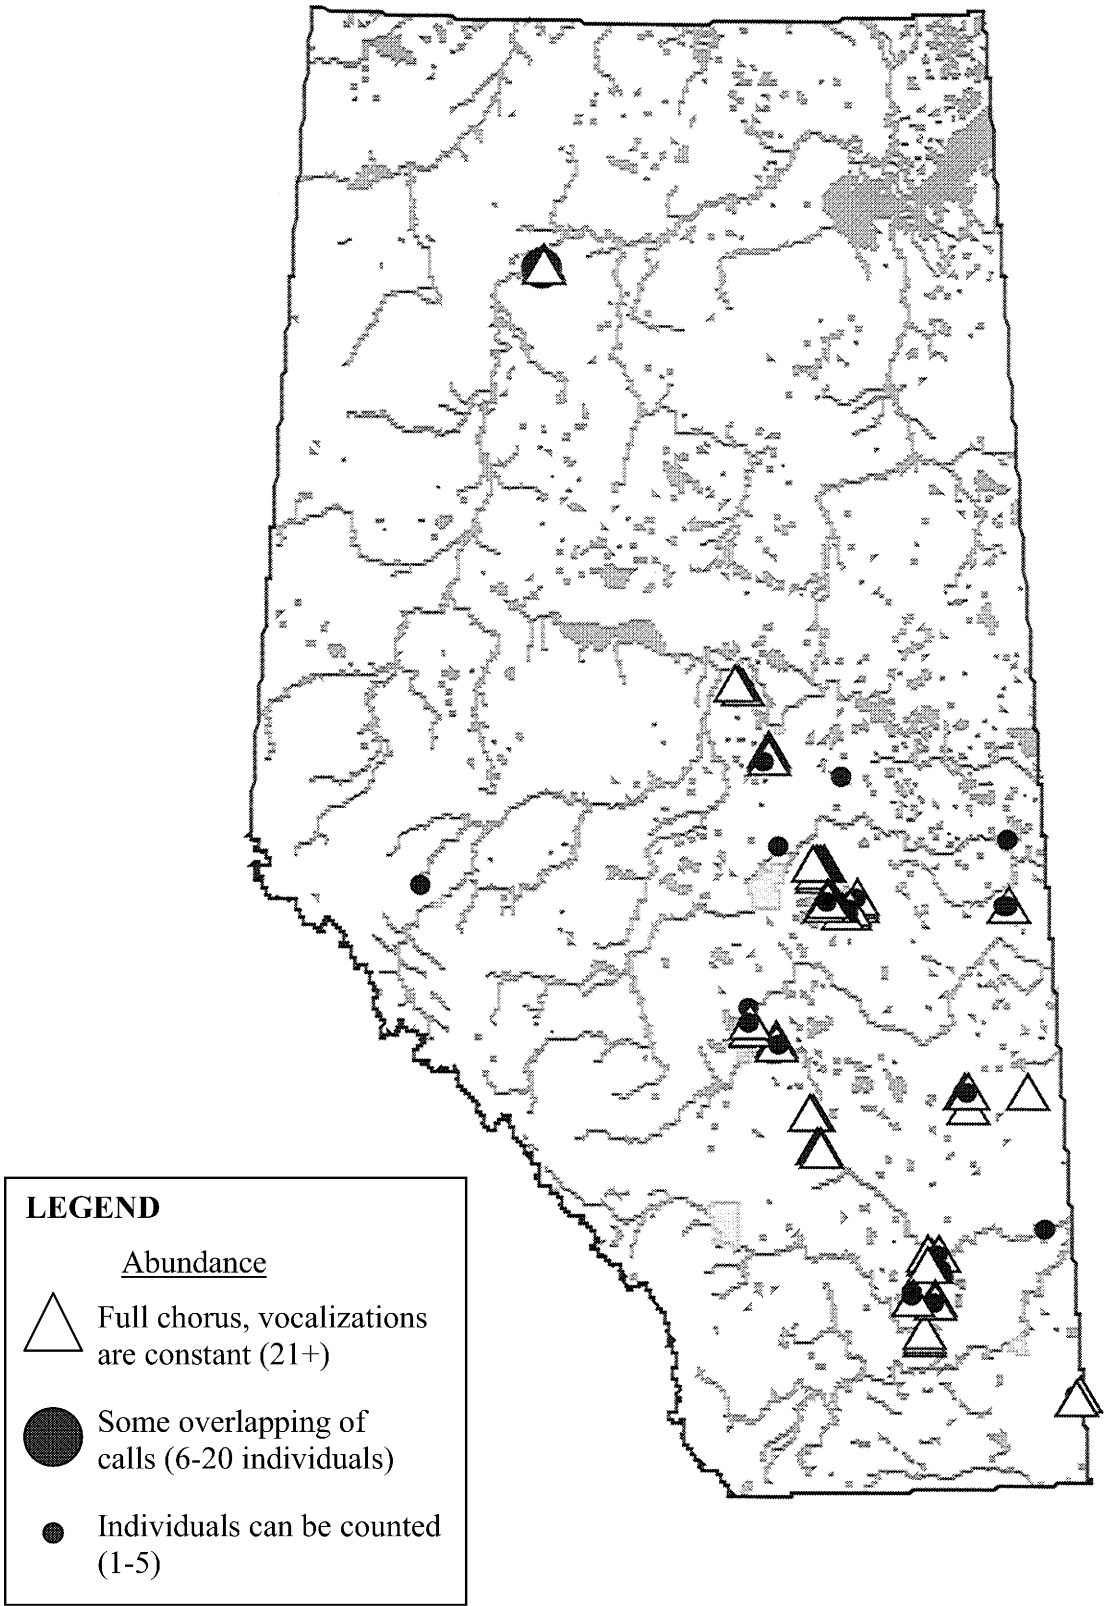 LEGEND
Abundance
Full chorus, vocalizations
are constant (21+)
Some overlapping of
calls (6-20 individuals)
Individuals can be counted
(1-5)